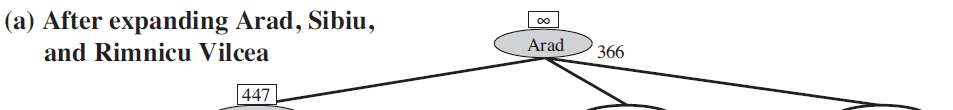 (a) After expanding Arad, Sibiu,
and Rimnicu Vilcea
∞
Arad
366
447